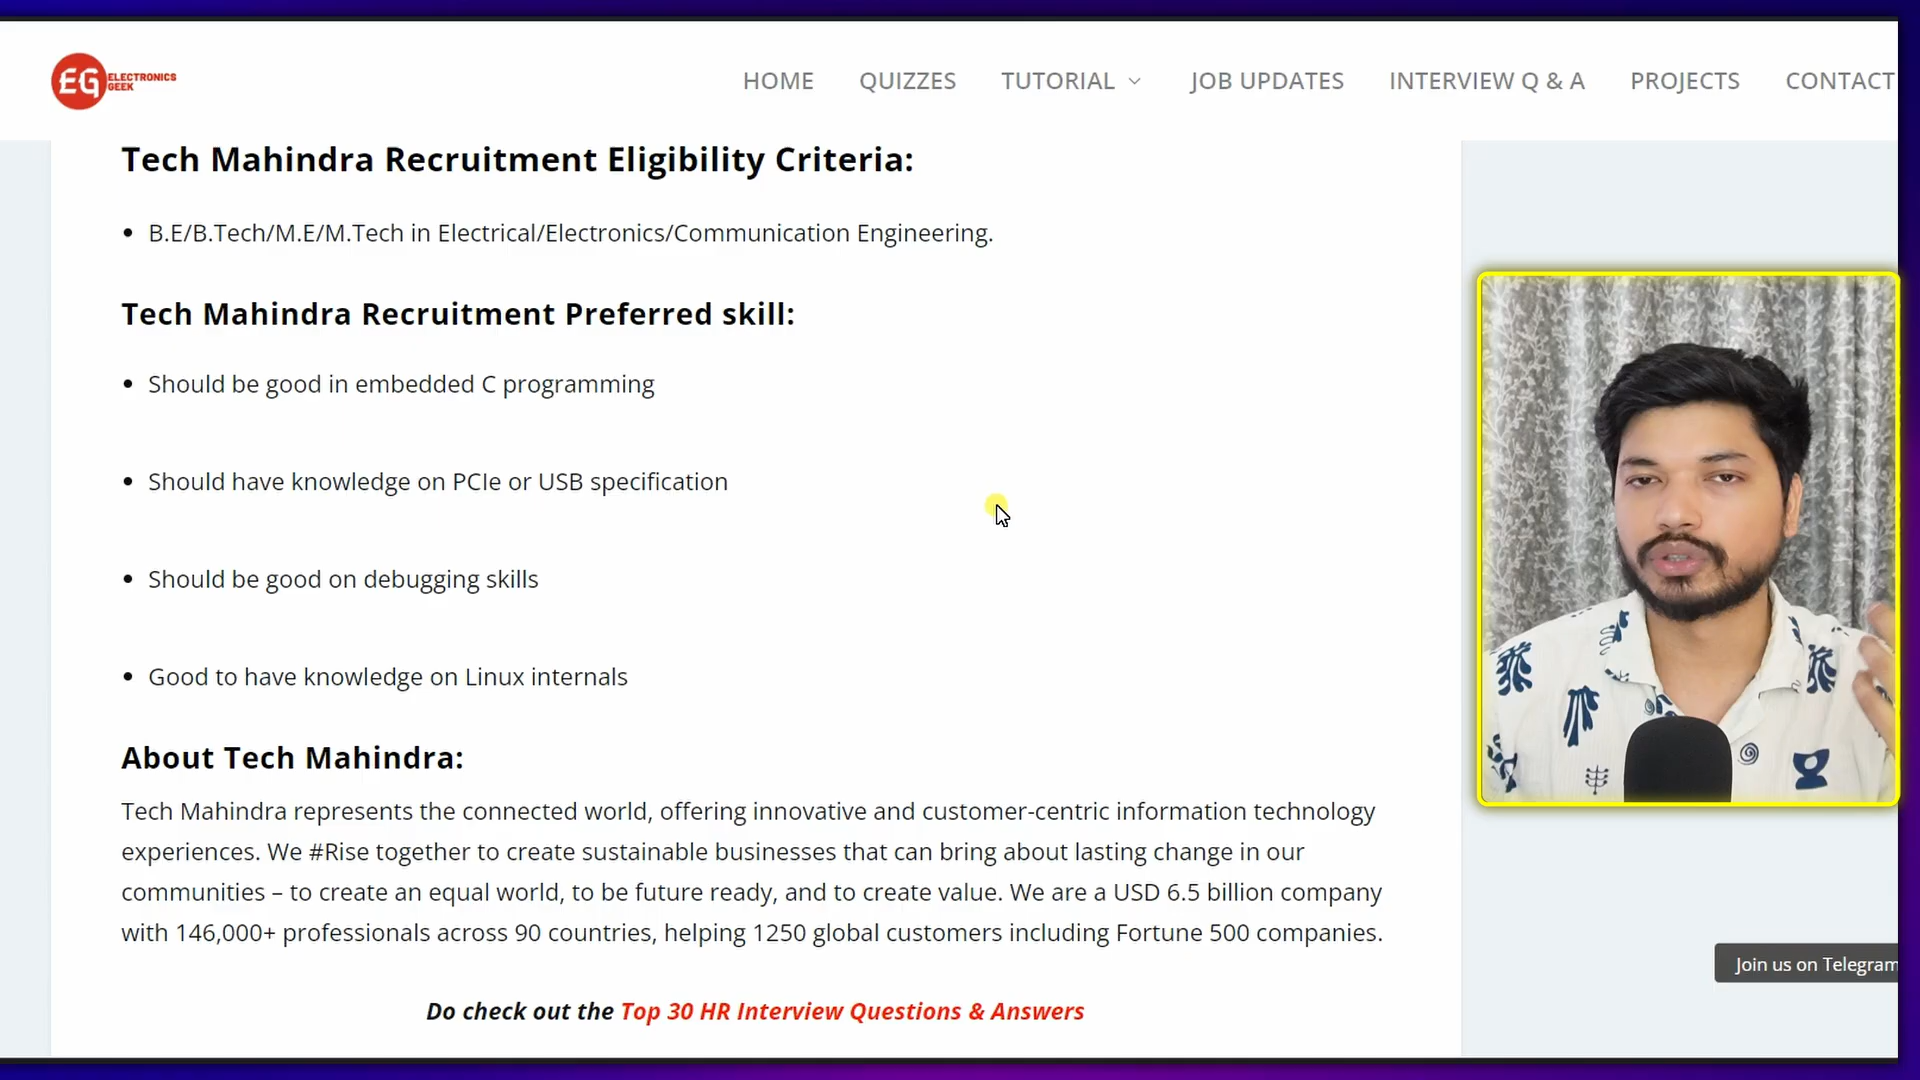 EG ELECTRONICS
GEEK
HOME QUIZZES TUTORIAL JOB UPDATES INTERVIEW Q & A PROJECTS CONTACT
Tech Mahindra Recruitment Eligibility Criteria:
• B.E/B.Tech/M.E/M.Tech in Electrical/Electronics/Communication Engineering.
Tech Mahindra Recruitment Preferred skill:
• Should be good in embedded C programming
• Should have knowledge on PCIe or USB specification
• Should be good on debugging skills
• Good to have knowledge on Linux internals
About Tech Mahindra:
Tech Mahindra represents the connected world, offering innovative and customer-centric information technology
experiences. We #Rise together to create sustainable businesses that can bring about lasting change in our
communities – to create an equal world, to be future ready, and to create value. We are a USD 6.5 billion company
with 146,000+ professionals across 90 countries, helping 1250 global customers including Fortune 500 companies.
Join us on Telegram
Do check out the Top 30 HR Interview Questions & Answers